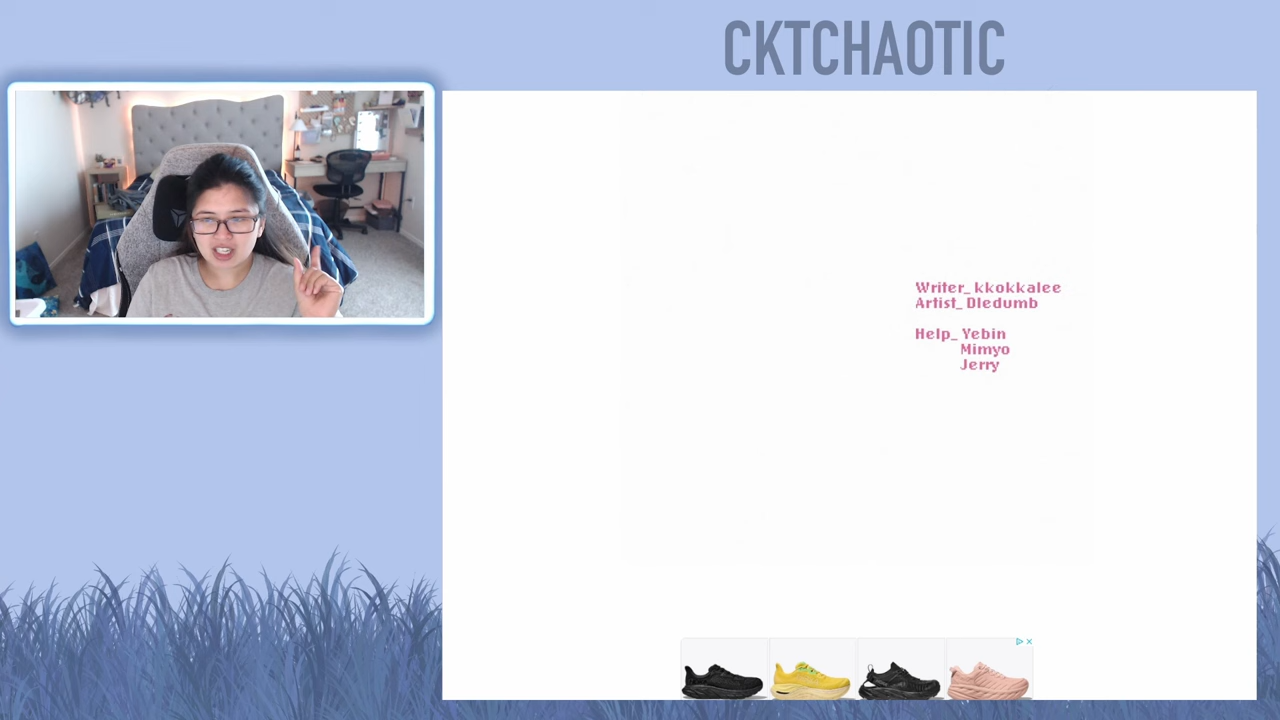 CKTCHAOTIC
Writer_ kkokkalee
Artist_ Dledumb
Help_ Yebin
Mimyo
Jerry